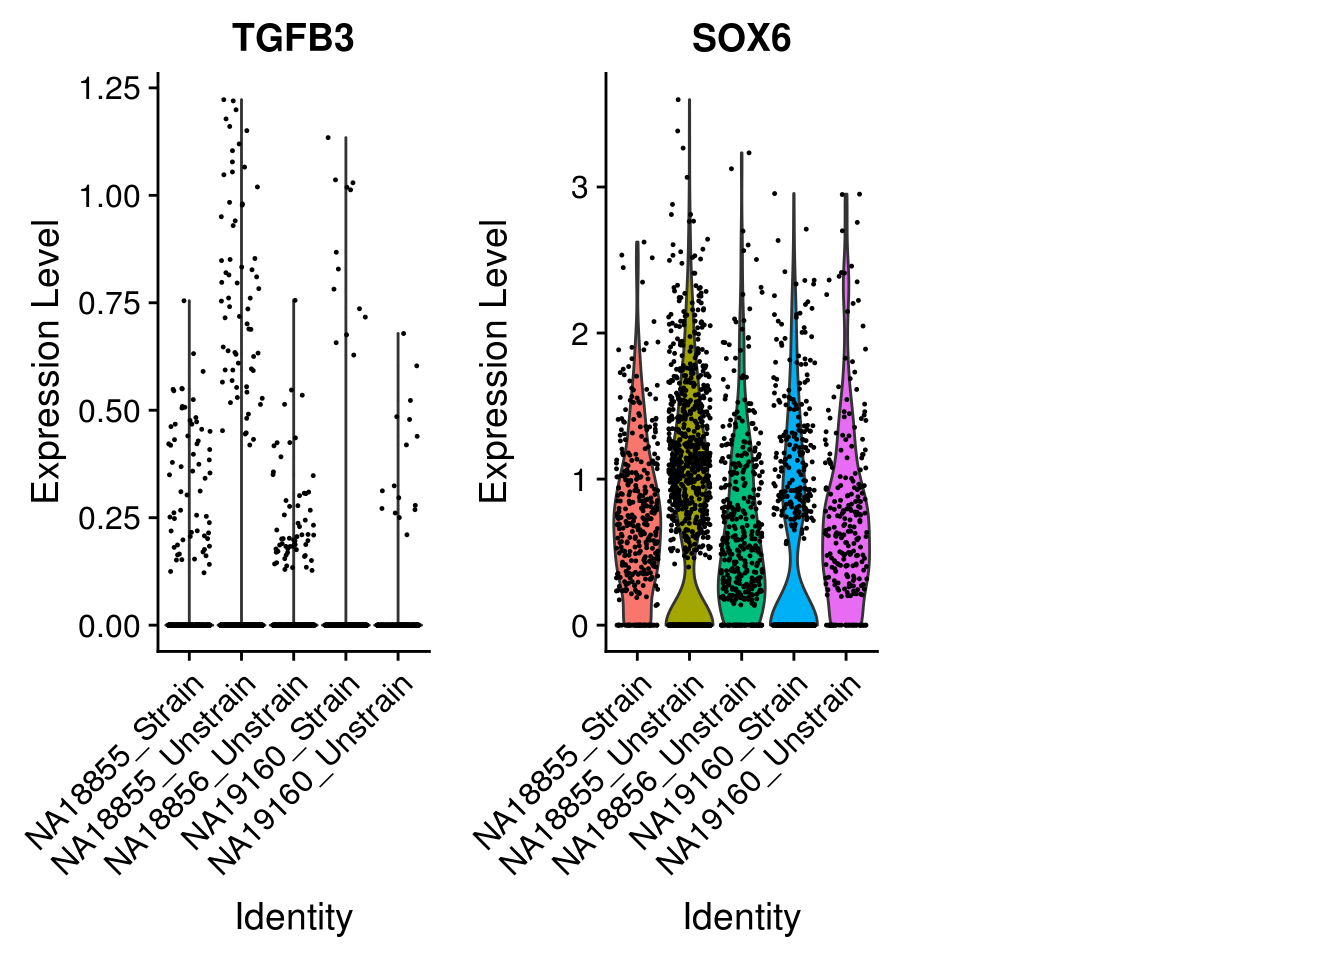 TGFB3
Expression Level
1.25
1.00
0.75
0.50
0.25
0.00
NA18855_Strain
NA18855_Unstrain
NA18856_Unstrain
NA19160_Strain
NA19160_Unstrain
Identity
SOX6
Expression Level
3
2
1
0
NA18855_Strain
NA18855_Unstrain
NA18856_Unstrain
NA19160_Strain
NA19160_Unstrain
Identity